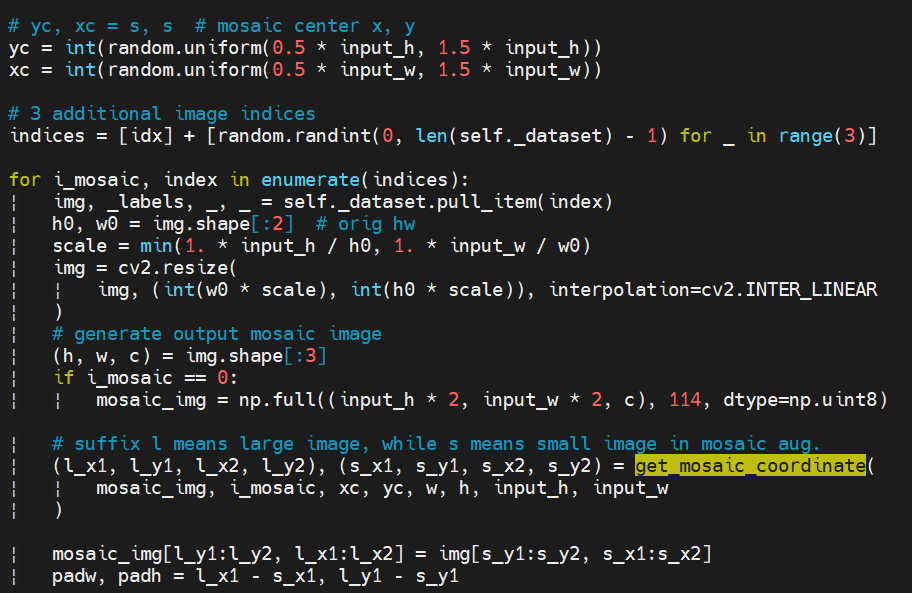 # yc, xc = s, s  # mosaic center x, y
yc = int(random.uniform(0.5 * input_h, 1.5 * input_h))
xc = int(random.uniform(0.5 * input_w, 1.5 * input_w))
# 3 additional image indices
indices = [idx] + [random.randint(0, len(self._dataset) - 1) for _ in range(3)]
for i_mosaic, index in enumerate(indices):
    img, _labels, _, _ = self._dataset.pull_item(index)
    h0, w0 = img.shape[:2]  # orig hw
    scale = min(1. * input_h / h0, 1. * input_w / w0)
    img = cv2.resize(
        img, (int(w0 * scale), int(h0 * scale)), interpolation=cv2.INTER_LINEAR
    )
    # generate output mosaic image
    (h, w, c) = img.shape[:3]
    if i_mosaic == 0:
        mosaic_img = np.full((input_h * 2, input_w * 2, c), 114, dtype=np.uint8)
    # suffix l means large image, while s means small image in mosaic aug.
    (l_x1, l_y1, l_x2, l_y2), (s_x1, s_y1, s_x2, s_y2) = get_mosaic_coordinate(
        mosaic_img, i_mosaic, xc, yc, w, h, input_h, input_w
    )
    mosaic_img[l_y1:l_y2, l_x1:l_x2] = img[s_y1:s_y2, s_x1:s_x2]
    padw, padh = l_x1 - s_x1, l_y1 - s_y1